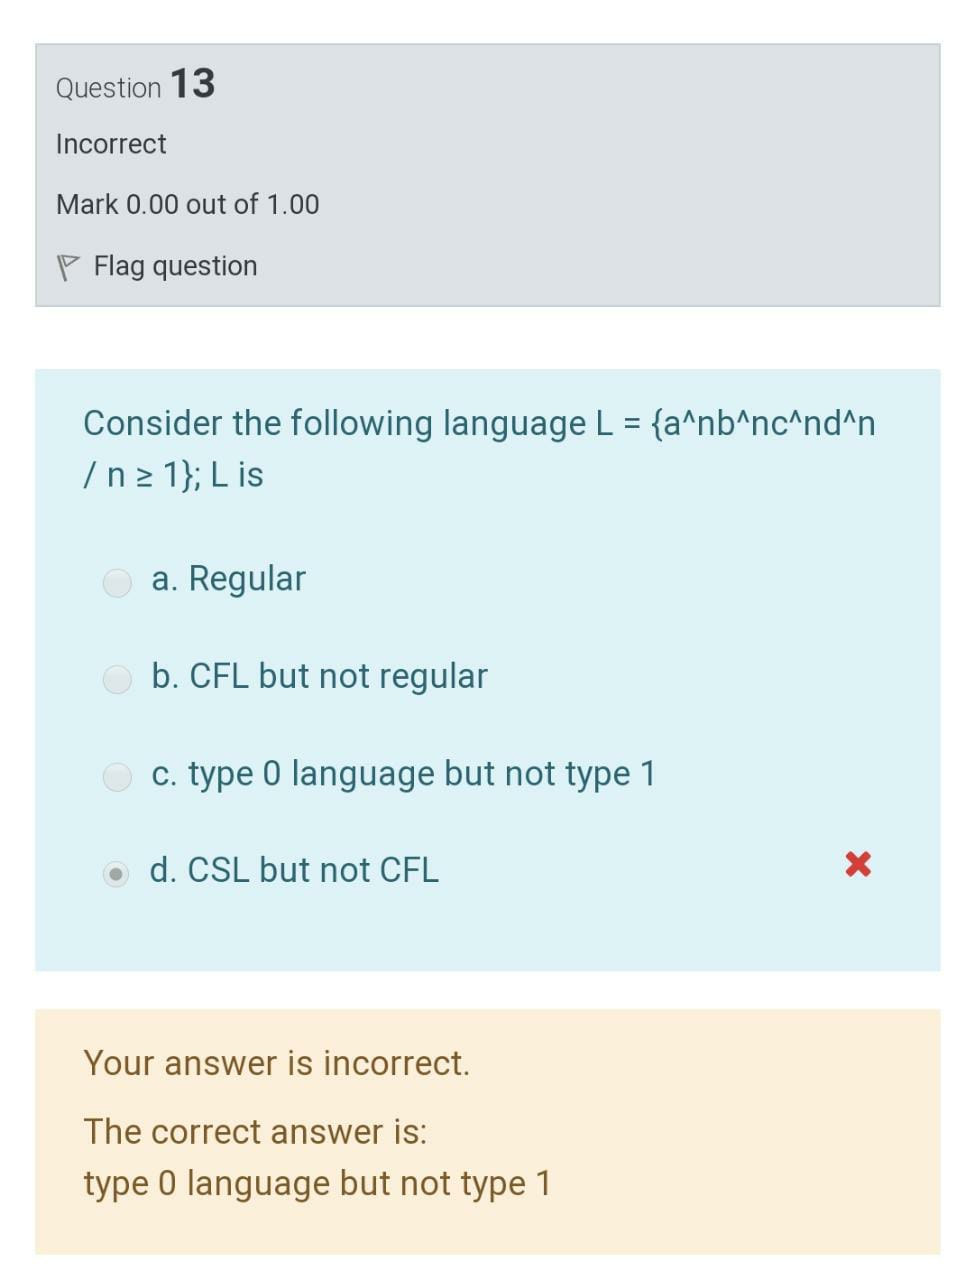 Question 13
Incorrect
Mark 0.00 out of 1.00
Flag question
Consider the following language L = {a^nb^nc^nd^n
/ n ≥ 1}; L is
a. Regular
b. CFL but not regular
c. type 0 language but not type 1
d. CSL but not CFL
Your answer is incorrect.
The correct answer is:
type 0 language but not type 1